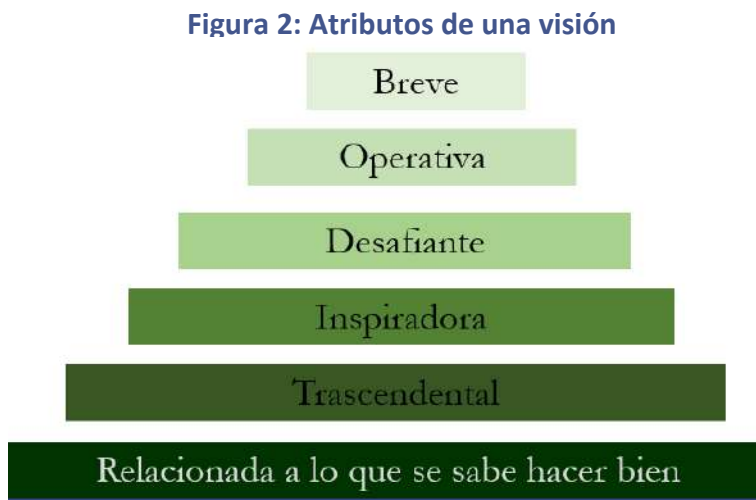 Figura 2: Atributos de una visión
Breve
Operativa
Desafiante
Inspiradora
Trascendental
Relacionada a lo que se sabe hacer bien